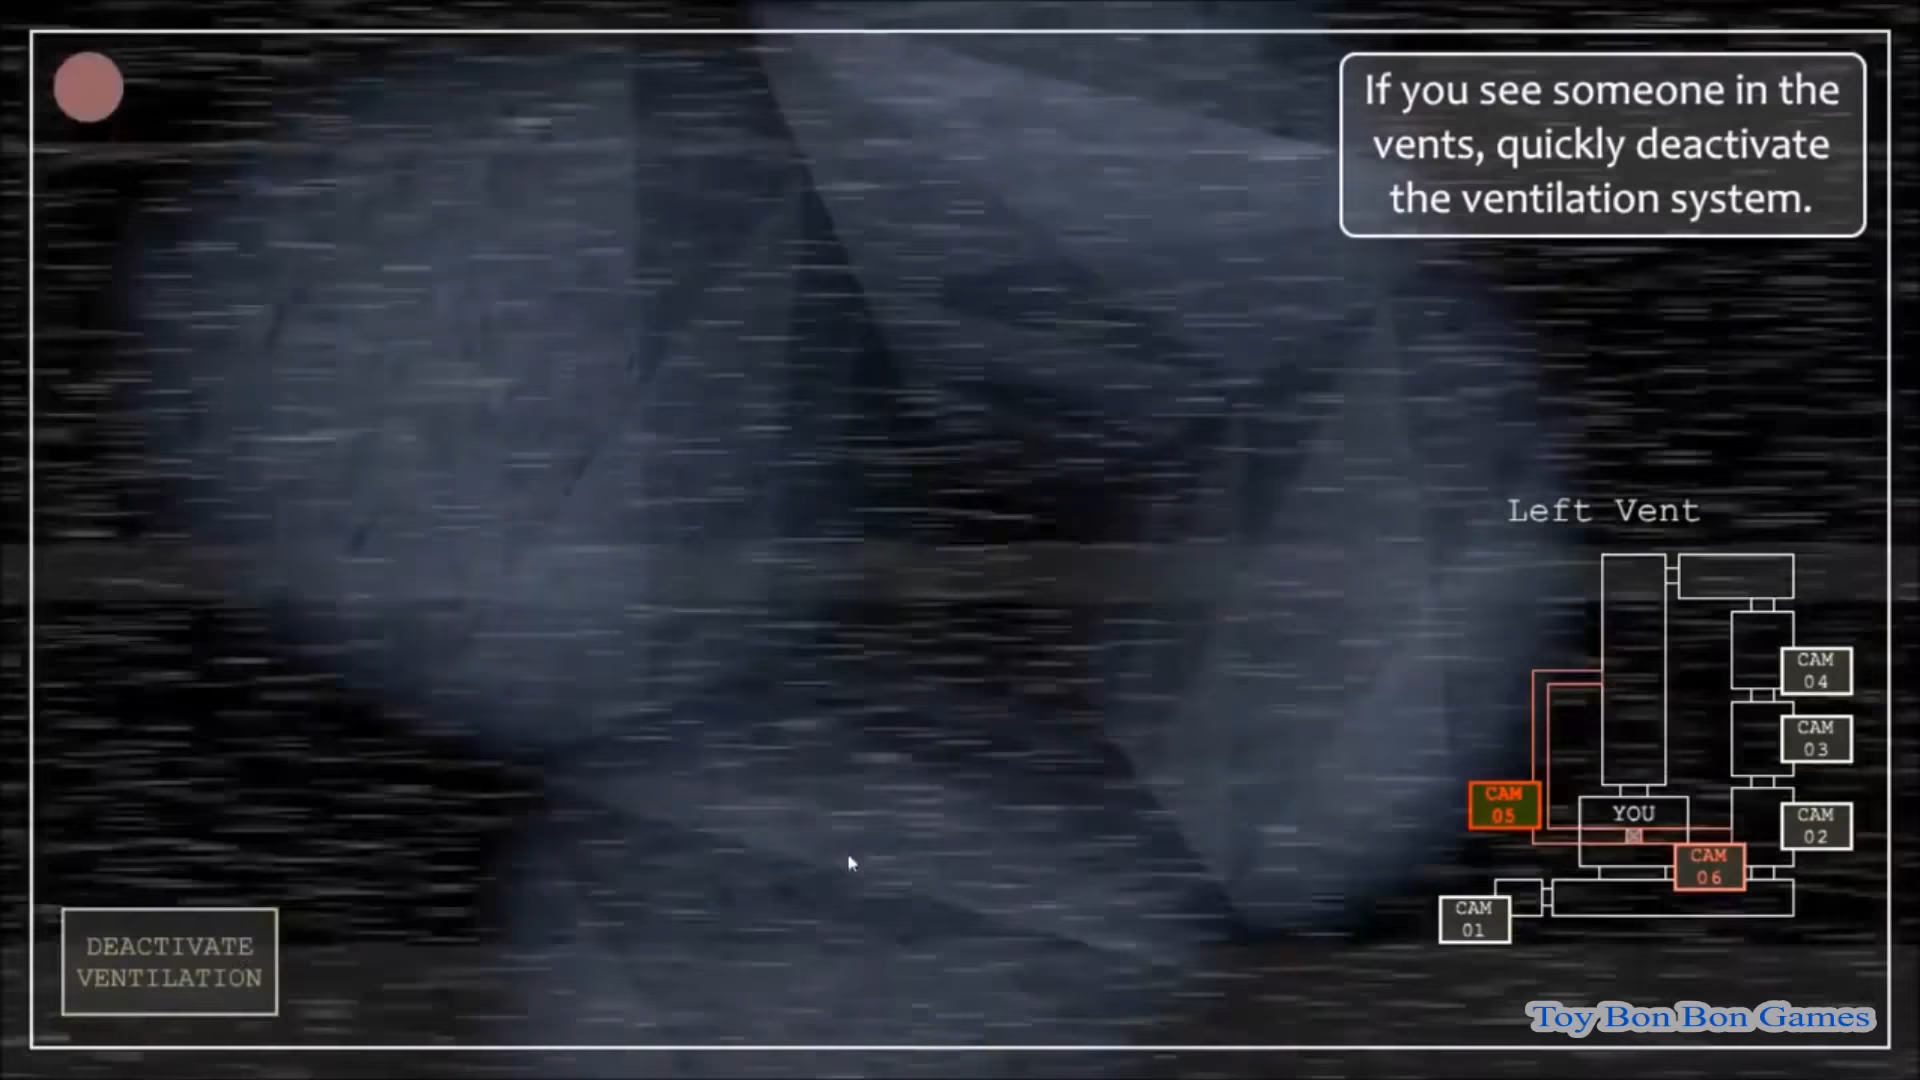 If you see someone in the
vents, quickly deactivate
the ventilation system.
Left Vent
CAM
04
CAM
03
CAM
05
YOU
CAM
02
CAM
06
CAM
01
DEACTIVATE
VENTILATION
Toy Bon Bon Games